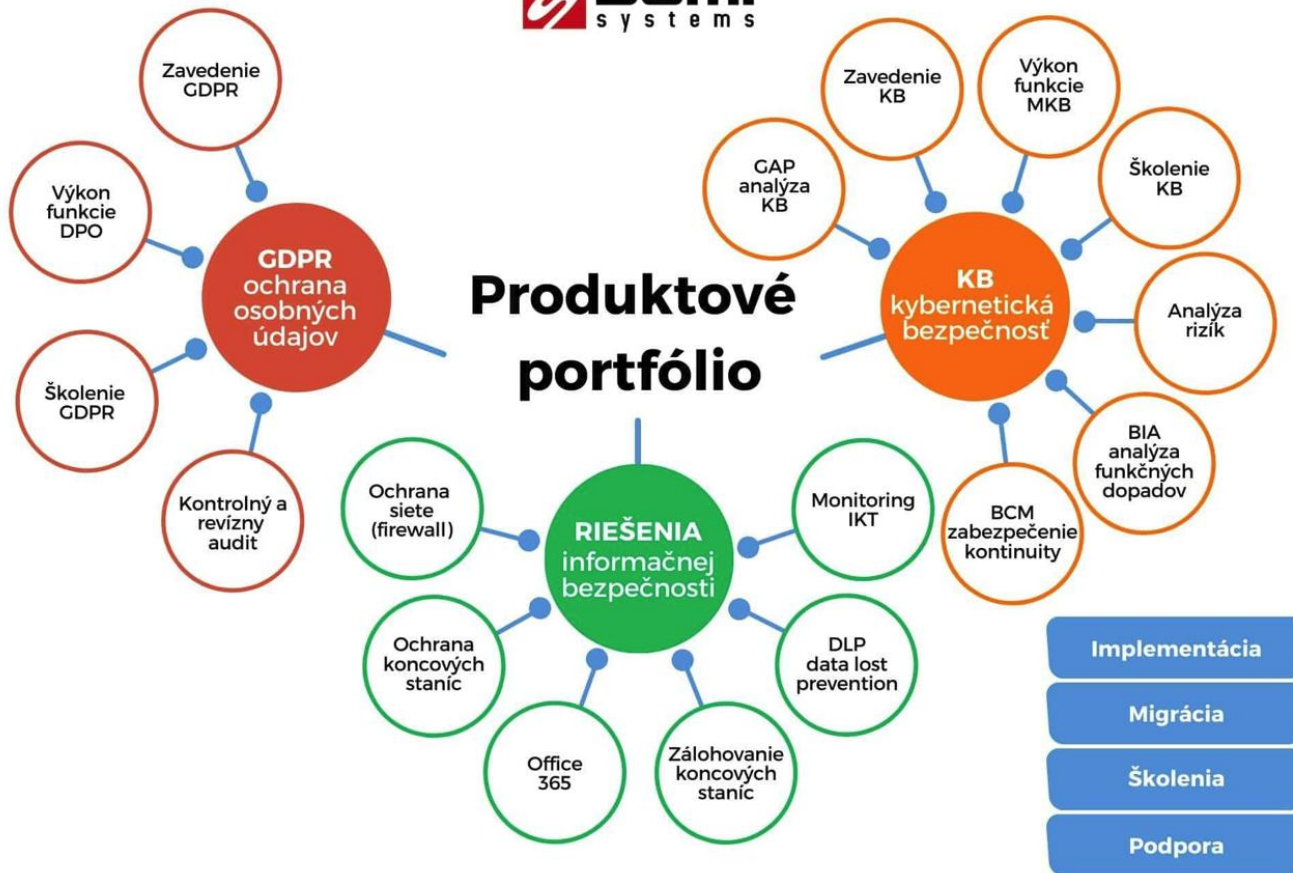 systems
Zavedenie
GDPR
Výkon
funkcie
DPO
Školenie
GDPR
Kontrolný a
revízny
audit
GDPR
ochrana
osobných
údajov
Produktové
portfólio
GAP
analýza
KB
Zavedenie
KB
Výkon
funkcie
MKB
Školenie
KB
Analýza
rizík
BIA
analýza
funkčných
dopadov
BCM
zabezpečenie
kontinuity
KB
kybernetická
bezpečnosť
Ochrana
siete
(firewall)
Ochrana
koncových
staníc
Office
365
Zálohovanie
koncových
staníc
DLP
data lost
prevention
Monitoring
IKT
RIEŠENIA
informačnej
bezpečnosti
Implementácia
Migrácia
Školenia
Podpora